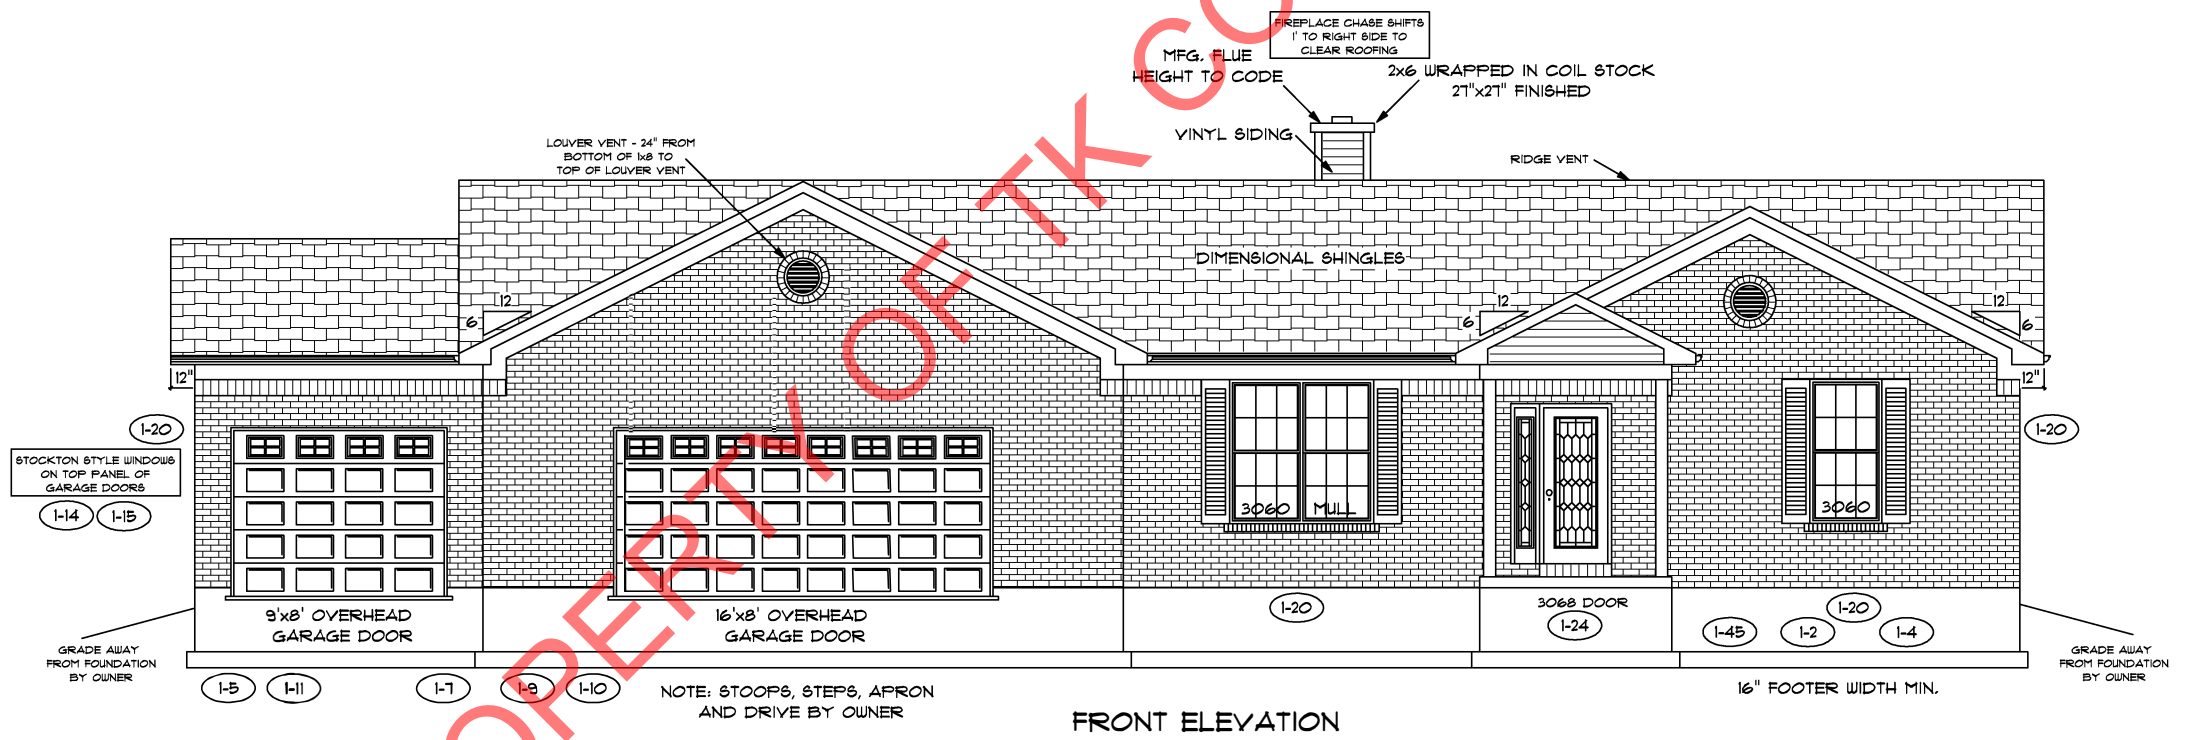 FIREPLACE CHASE SHIFTS
1' TO RIGHT SIDE TO
CLEAR ROOFING
MFG. FLUE
HEIGHT TO CODE
2x6 WRAPPED IN COIL STOCK
27"x27" FINISHED
VINYL SIDING
LOUVER VENT - 24" FROM
BOTTOM OF 1x8 TO
TOP OF LOUVER VENT
RIDGE VENT
DIMENSIONAL SHINGLES
12
6
12
6
12
6
12"
12"
1-20
STOCKTON STYLE WINDOWS
ON TOP PANEL OF
GARAGE DOORS
1-14
1-15
1-20
3060
MULL
3060
9'x8' OVERHEAD
GARAGE DOOR
16'x8' OVERHEAD
GARAGE DOOR
1-20
3068 DOOR
1-24
1-20
1-45
1-2
1-4
GRADE AWAY
FROM FOUNDATION
BY OWNER
GRADE AWAY
FROM FOUNDATION
BY OWNER
1-5
1-11
1-7
1-9
1-10
NOTE: STOOPS, STEPS, APRON
AND DRIVE BY OWNER
16" FOOTER WIDTH MIN.
FRONT ELEVATION
OPERTY OF TK CO